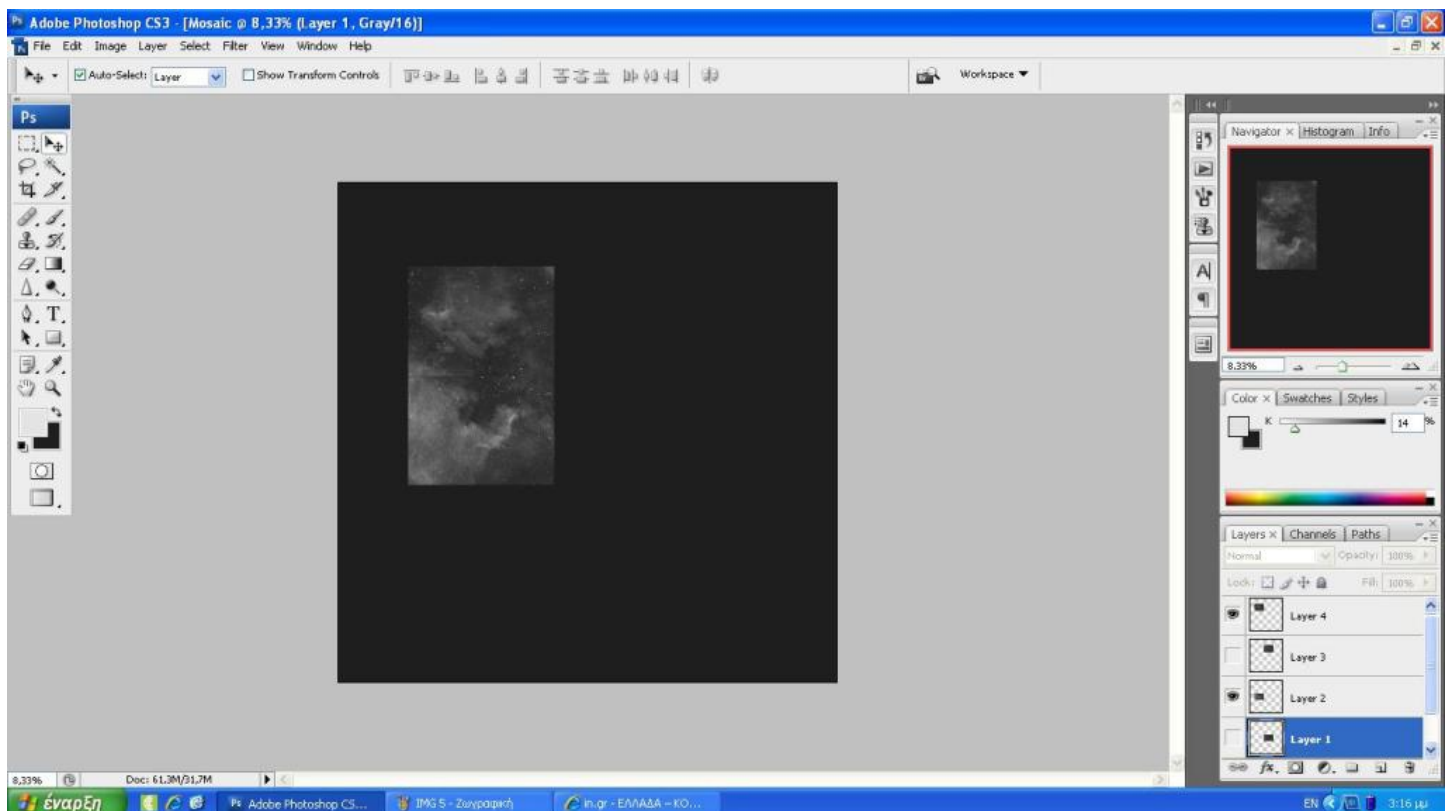 Adobe Photoshop CS3 - [Mosaic @ 8,33% (Layer 1, Gray/16)]
File Edit Image Layer Select Filter View Window Help
Auto-Select: Layer Show Transform Controls Workspace ▼
Ps
Navigator × Histogram Info
8.33%
Color × Swatches Styles
K 14 %
Layers × Channels Paths
Normal Opacity: 100%
Lock: Fill: 100%
Layer 4
Layer 3
Layer 2
Layer 1
8,33% Doc: 61.3M/31,7M
έναρξη Adobe Photoshop CS... IMG 5 - Ζωγραφική in.gr - ΕΛΛΑΔΑ – ΚΟ... EN 3:16 μμ